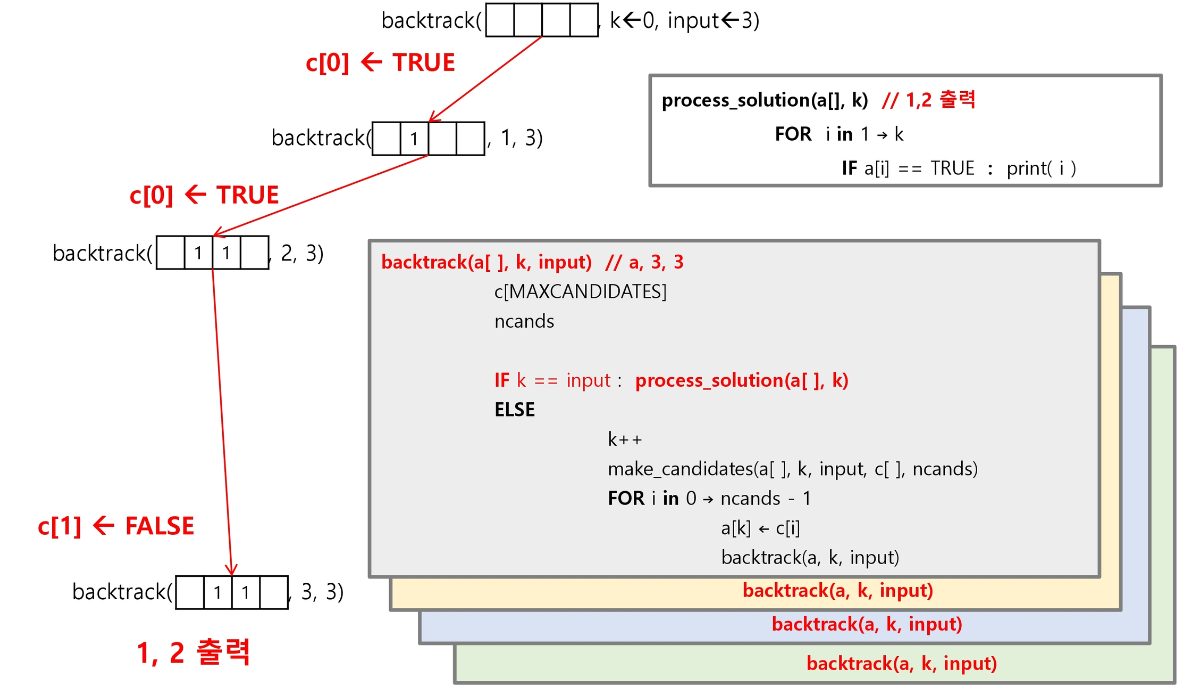 backtrack( , k←0, input←3)
c[0] ← TRUE
backtrack( 1 , 1, 3)
c[0] ← TRUE
backtrack( 1 1 , 2, 3)
c[1] ← FALSE
backtrack( 1 1 , 3, 3)
1, 2 출력
process_solution(a[], k) // 1,2 출력
FOR i in 1 → k
IF a[i] == TRUE : print( i )
backtrack(a[ ], k, input) // a, 3, 3
c[MAXCANDIDATES]
ncands
IF k == input : process_solution(a[ ], k)
ELSE
k++
make_candidates(a[ ], k, input, c[ ], ncands)
FOR i in 0 → ncands - 1
a[k] ← c[i]
backtrack(a, k, input)
backtrack(a, k, input)
backtrack(a, k, input)
backtrack(a, k, input)